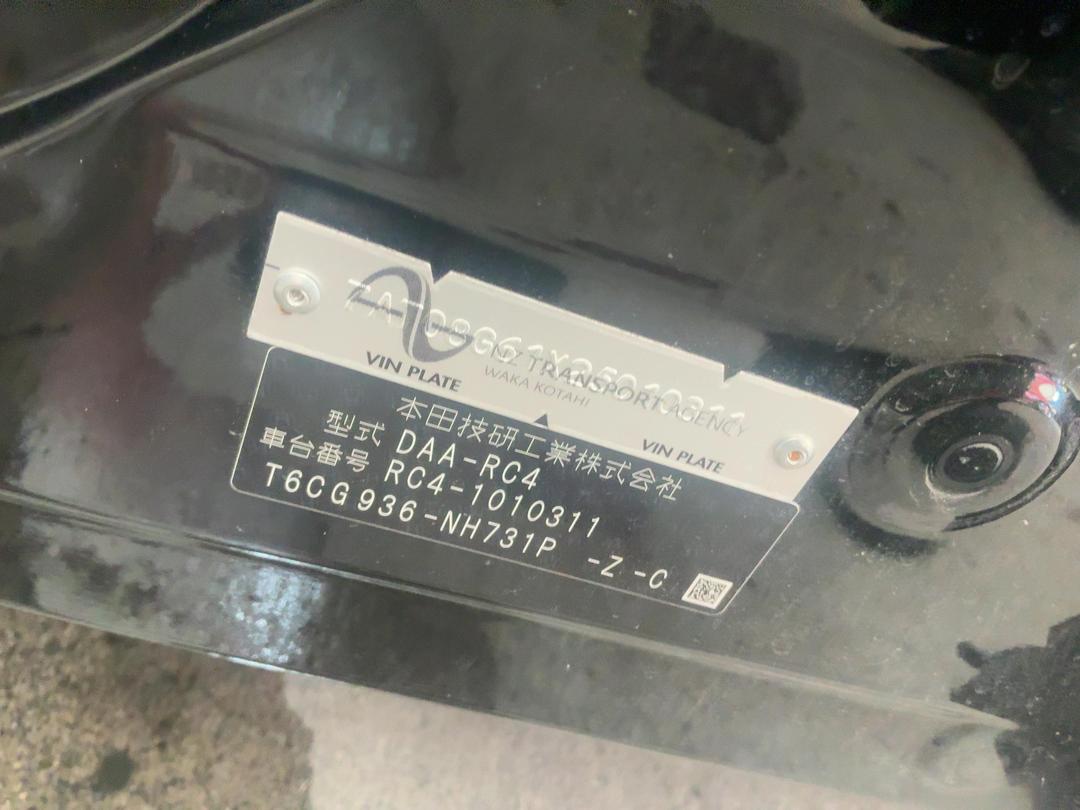 NZ TRANSPORT AGENCY
WAKA KOTAHI
VIN PLATE
VIN PLATE
本田技研工業株式会社
型式 DAA-RC4
車台番号 RC4-1010311
T6CG936-NH731P -Z-C